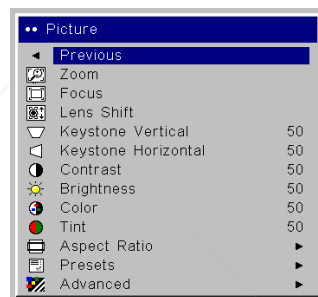 •• Picture
Previous
Zoom
Focus
Lens Shift
Keystone Vertical 50
Keystone Horizontal 50
Contrast 50
Brightness 50
Color 50
Tint 50
Aspect Ratio
Presets
Advanced